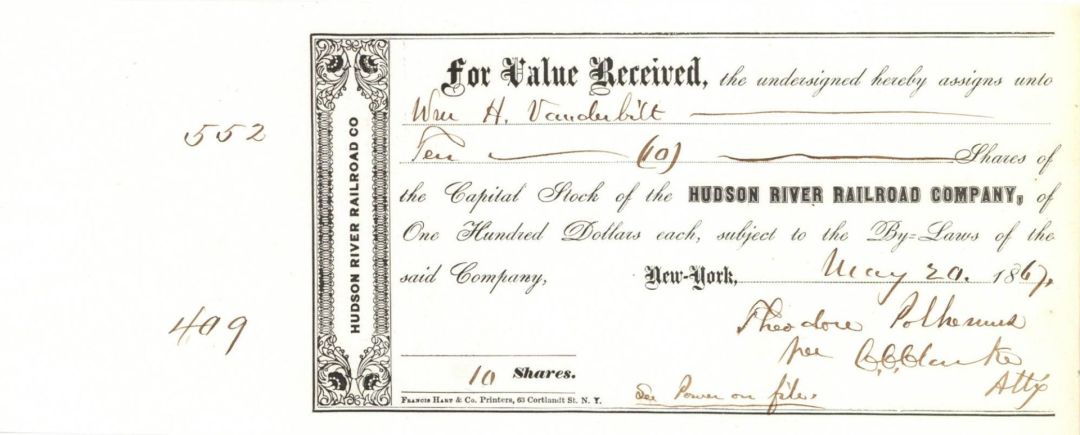 552
409
HUDSON RIVER RAILROAD CO
For Value Received, the undersigned hereby assigns unto
Wm H. Vanderbilt
Ten (10) Shares of
the Capital Stock of the HUDSON RIVER RAILROAD COMPANY, of
One Hundred Dollars each, subject to the By-Laws of the
said Company, New-York, May 20. 1867,
Theodore Polhemus
per C.C. Clarke
Atty
10 Shares.
See Power on file.
Francis Hart & Co. Printers, 63 Cortlandt St. N. Y.